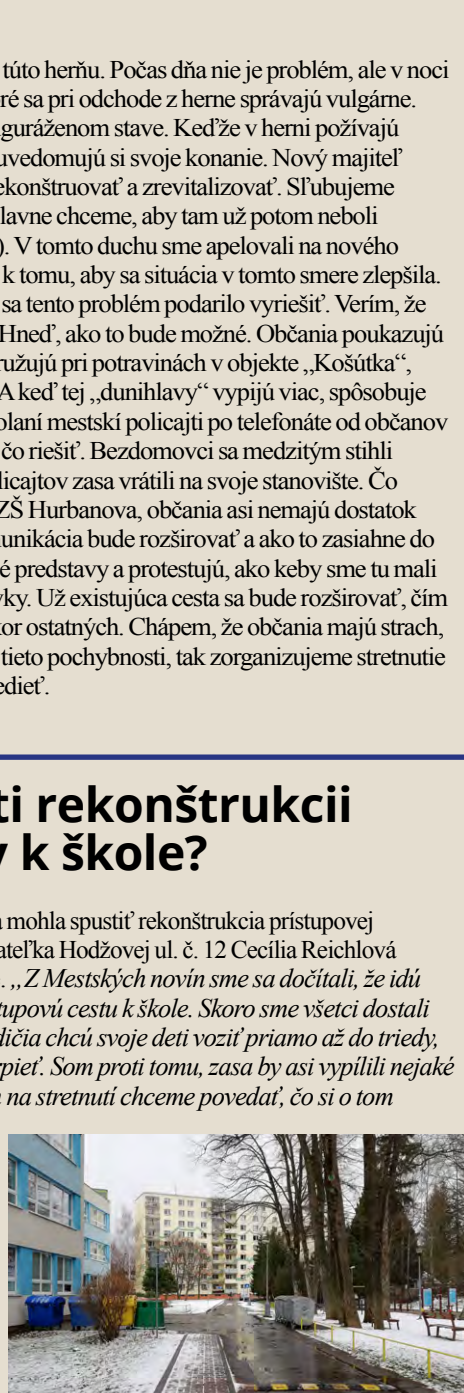 túto herňu. Počas dňa nie je problém, ale v noci
ré sa pri odchode z herne správajú vulgárne.
guráženom stave. Keďže v herni požívajú
uvedomujú si svoje konanie. Nový majiteľ
ekonštruovať a zrevitalizovať. Sľubujeme
lavne chceme, aby tam už potom neboli
). V tomto duchu sme apelovali na nového
k tomu, aby sa situácia v tomto smere zlepšila.
sa tento problém podarilo vyriešiť. Verím, že
Hneď, ako to bude možné. Občania poukazujú
ružujú pri potravinách v objekte „Košútka“,
A keď tej „dunihlavy“ vypijú viac, spôsobuje
olaní mestskí policajti po telefonáte od občanov
čo riešiť. Bezdomovci sa medzitým stihli
licajtov zasa vrátili na svoje stanovište. Čo
ZŠ Hurbanova, občania asi nemajú dostatok
unikácia bude rozširovať a ako to zasiahne do
é predstavy a protestujú, ako keby sme tu mali
vky. Už existujúca cesta sa bude rozširovať, čím
kor ostatných. Chápem, že občania majú strach,
tieto pochybnosti, tak zorganizujeme stretnutie
edieť.
ti rekonštrukcii
y k škole?
a mohla spustiť rekonštrukcia prístupovej
ateľka Hodžovej ul. č. 12 Cecília Reichlová
. „Z Mestských novín sme sa dočítali, že idú
tupovú cestu k škole. Skoro sme všetci dostali
dičia chcú svoje deti voziť priamo až do triedy,
rpieť. Som proti tomu, zasa by asi vypílili nejaké
n na stretnutí chceme povedať, čo si o tom